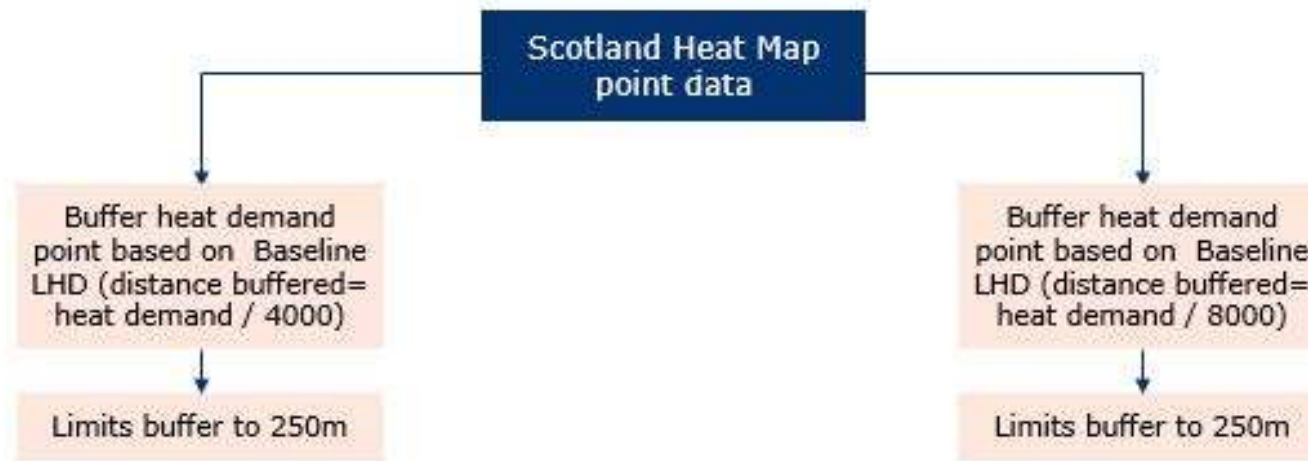 Scotland Heat Map
point data
Buffer heat demand
point based on Baseline
LHD (distance buffered=
heat demand / 4000)
Limits buffer to 250m
Buffer heat demand
point based on Baseline
LHD (distance buffered=
heat demand / 8000)
Limits buffer to 250m